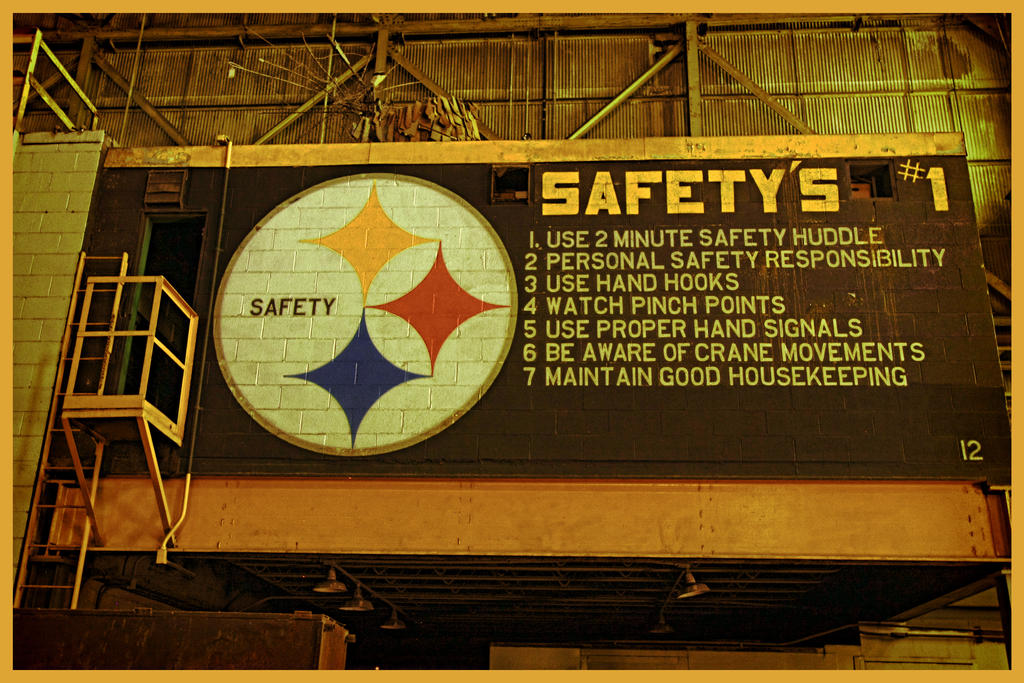 SAFETY'S #1
SAFETY
1. USE 2 MINUTE SAFETY HUDDLE
2 PERSONAL SAFETY RESPONSIBILITY
3 USE HAND HOOKS
4 WATCH PINCH POINTS
5 USE PROPER HAND SIGNALS
6 BE AWARE OF CRANE MOVEMENTS
7 MAINTAIN GOOD HOUSEKEEPING
12